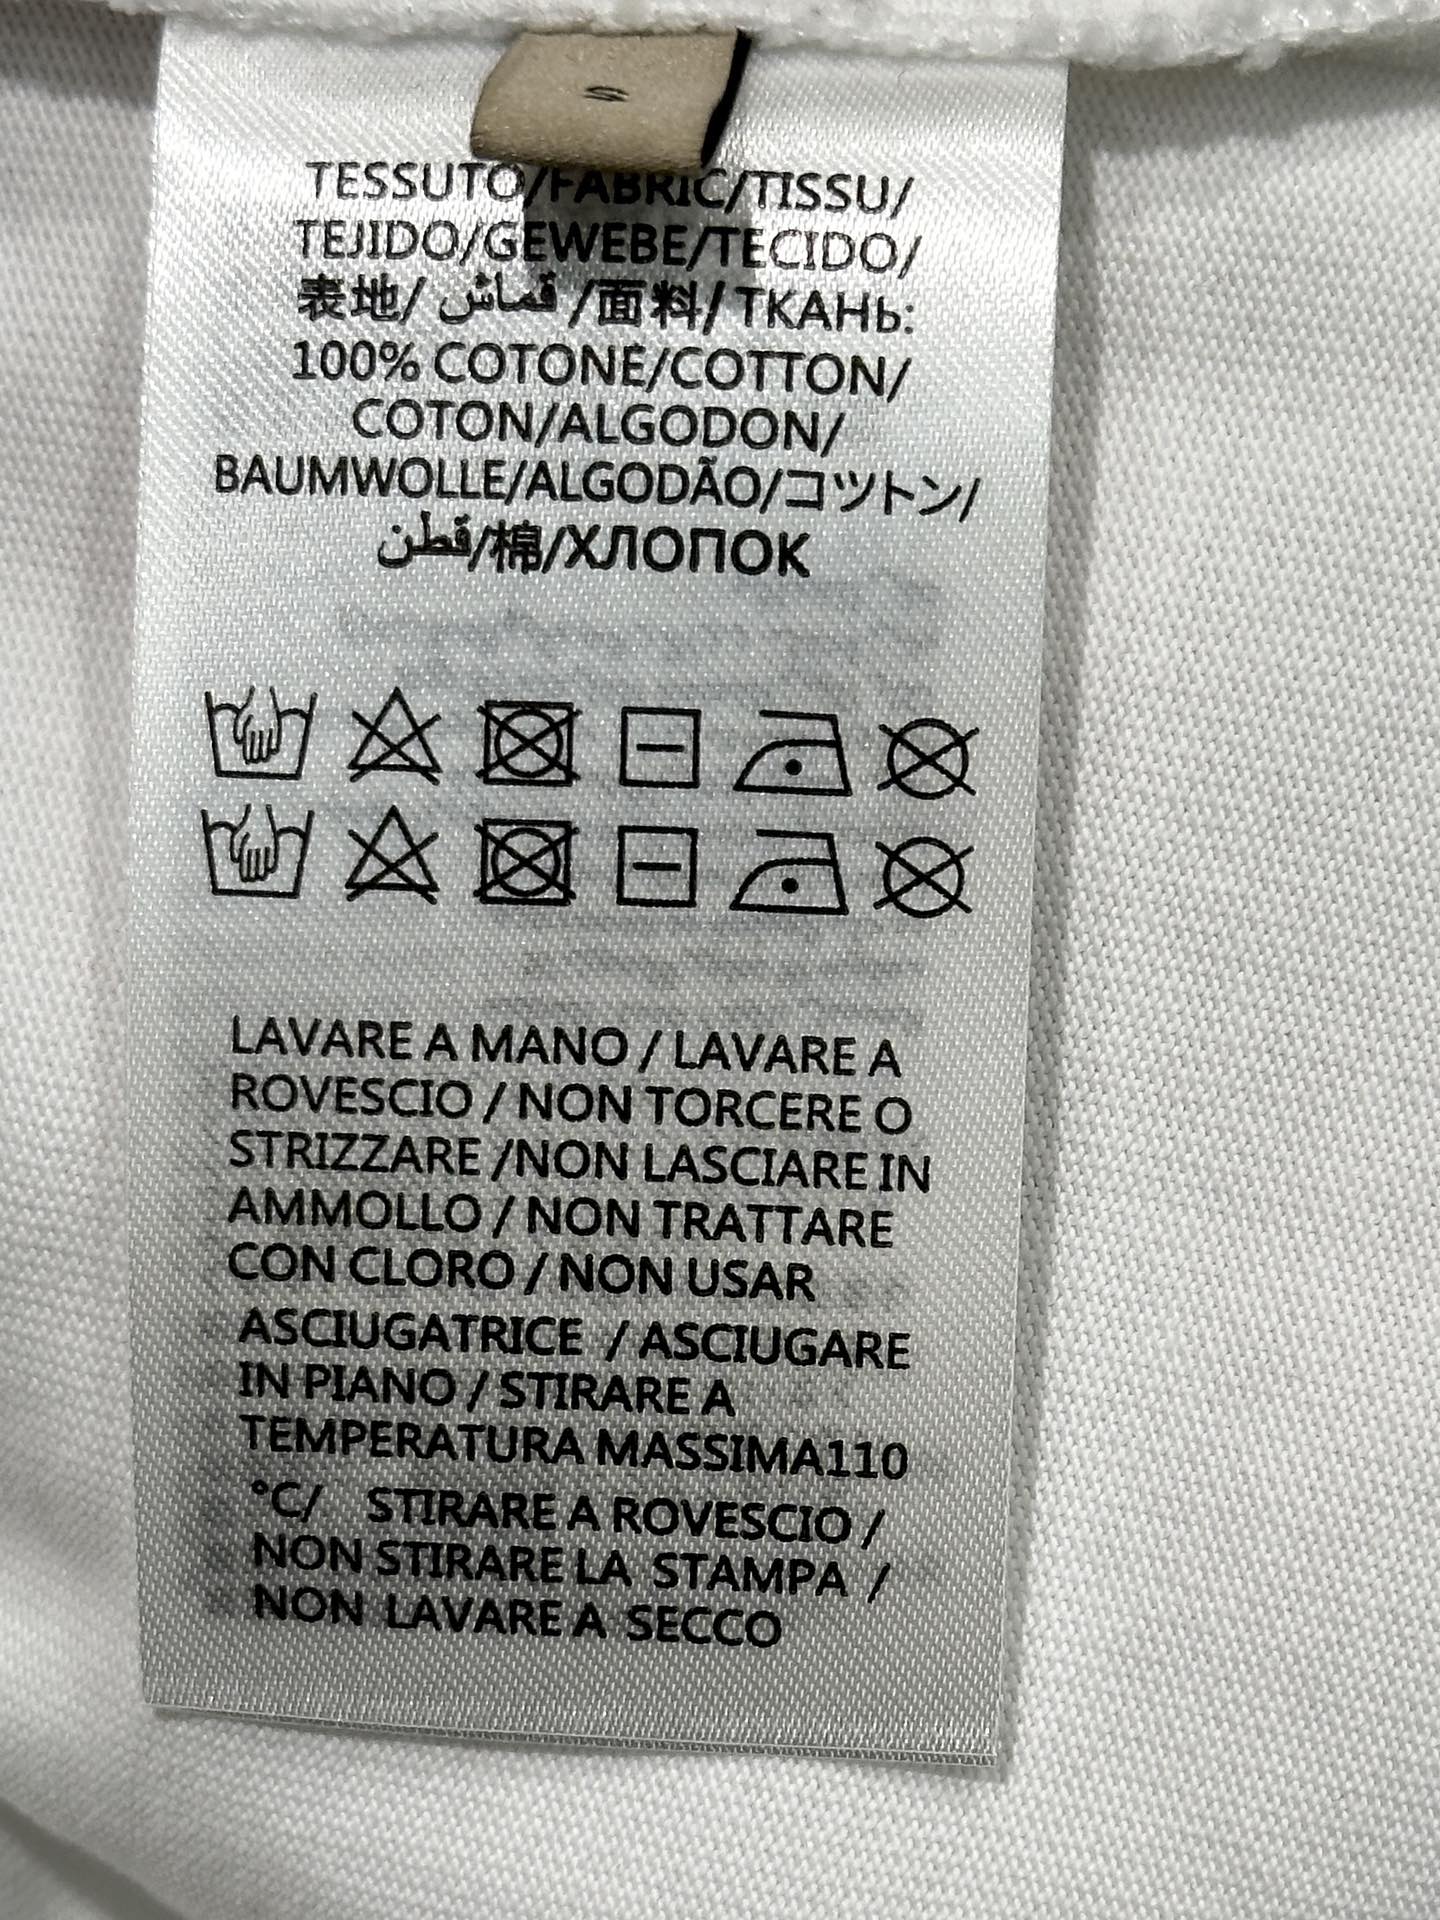 S
TESSUTO/FABRIC/TISSU/
TEJIDO/GEWEBE/TECIDO/
表地/ قماش /面料/ТКАНЬ:
100% COTONE/COTTON/
COTON/ALGODON/
BAUMWOLLE/ALGODÃO/コツトン/
قطن/棉/ХЛОПОК
LAVARE A MANO / LAVARE A
ROVESCIO / NON TORCERE O
STRIZZARE /NON LASCIARE IN
AMMOLLO / NON TRATTARE
CON CLORO / NON USAR
ASCIUGATRICE / ASCIUGARE
IN PIANO / STIRARE A
TEMPERATURA MASSIMA110
°C/ STIRARE A ROVESCIO /
NON STIRARE LA STAMPA /
NON LAVARE A SECCO